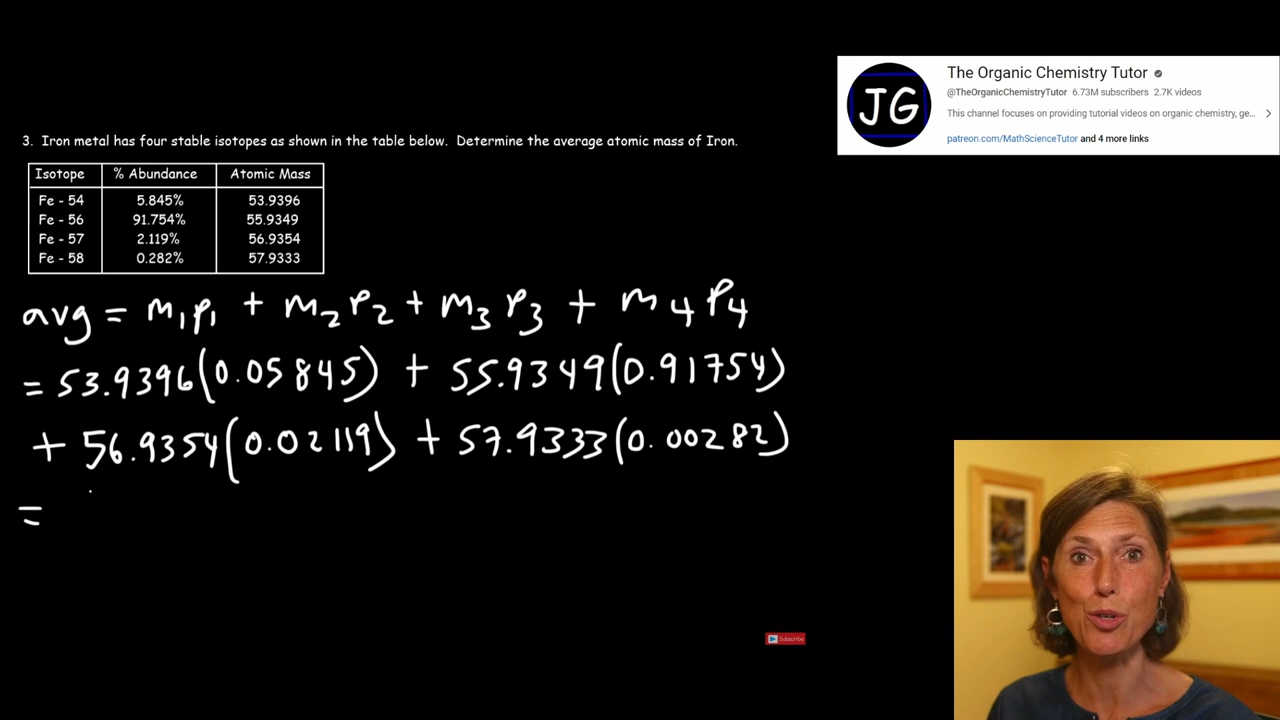 The Organic Chemistry Tutor
JG
@TheOrganicChemistryTutor 6.73M subscribers 2.7K videos
This channel focuses on providing tutorial videos on organic chemistry, ge...
patreon.com/MathScienceTutor and 4 more links
3. Iron metal has four stable isotopes as shown in the table below. Determine the average atomic mass of Iron.
Isotope % Abundance Atomic Mass
Fe - 54 5.845% 53.9396
Fe - 56 91.754% 55.9349
Fe - 57 2.119% 56.9354
Fe - 58 0.282% 57.9333
avg = m₁p₁ + m₂p₂ + m₃p₃ + m₄p₄
= 53.9396(0.05845) + 55.9349(0.91754)
+ 56.9354(0.02119) + 57.9333(0.00282)
=
Subscribe